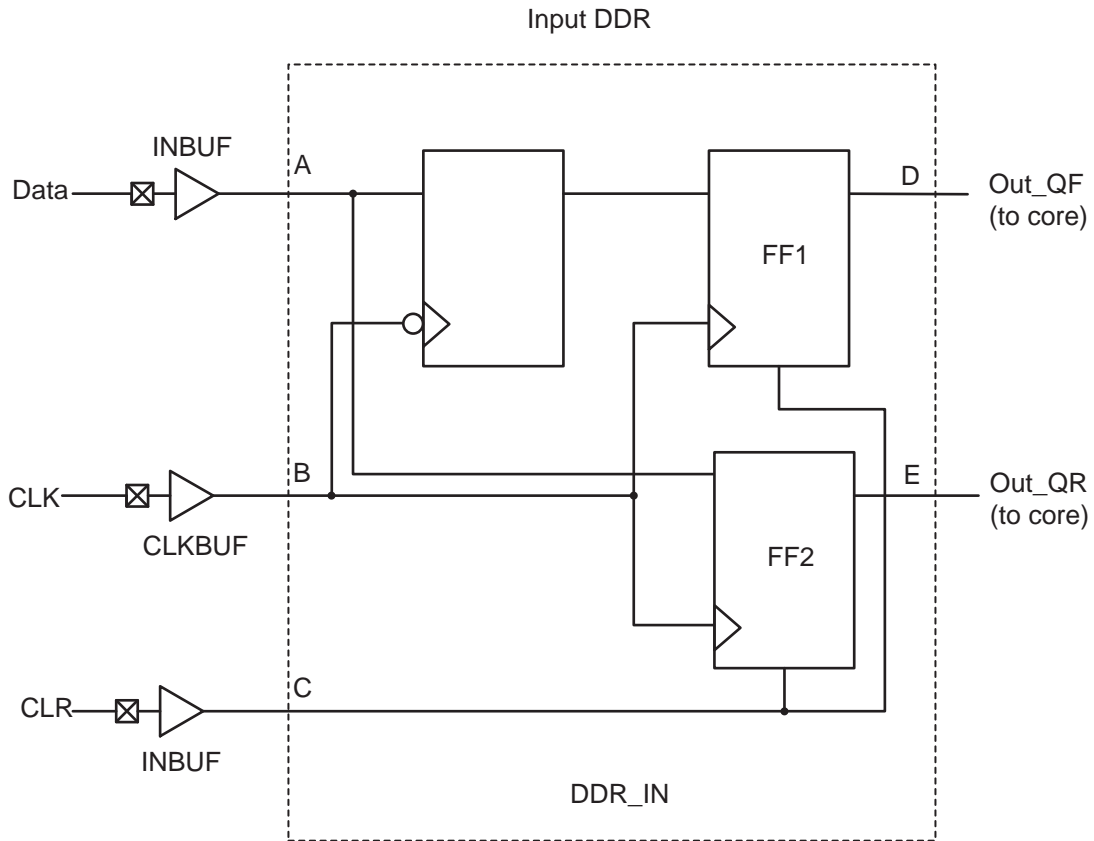 Input DDR
INBUF
A
Data
D
Out_QF
(to core)
FF1
B
CLK
CLKBUF
E
Out_QR
(to core)
FF2
C
CLR
INBUF
DDR_IN